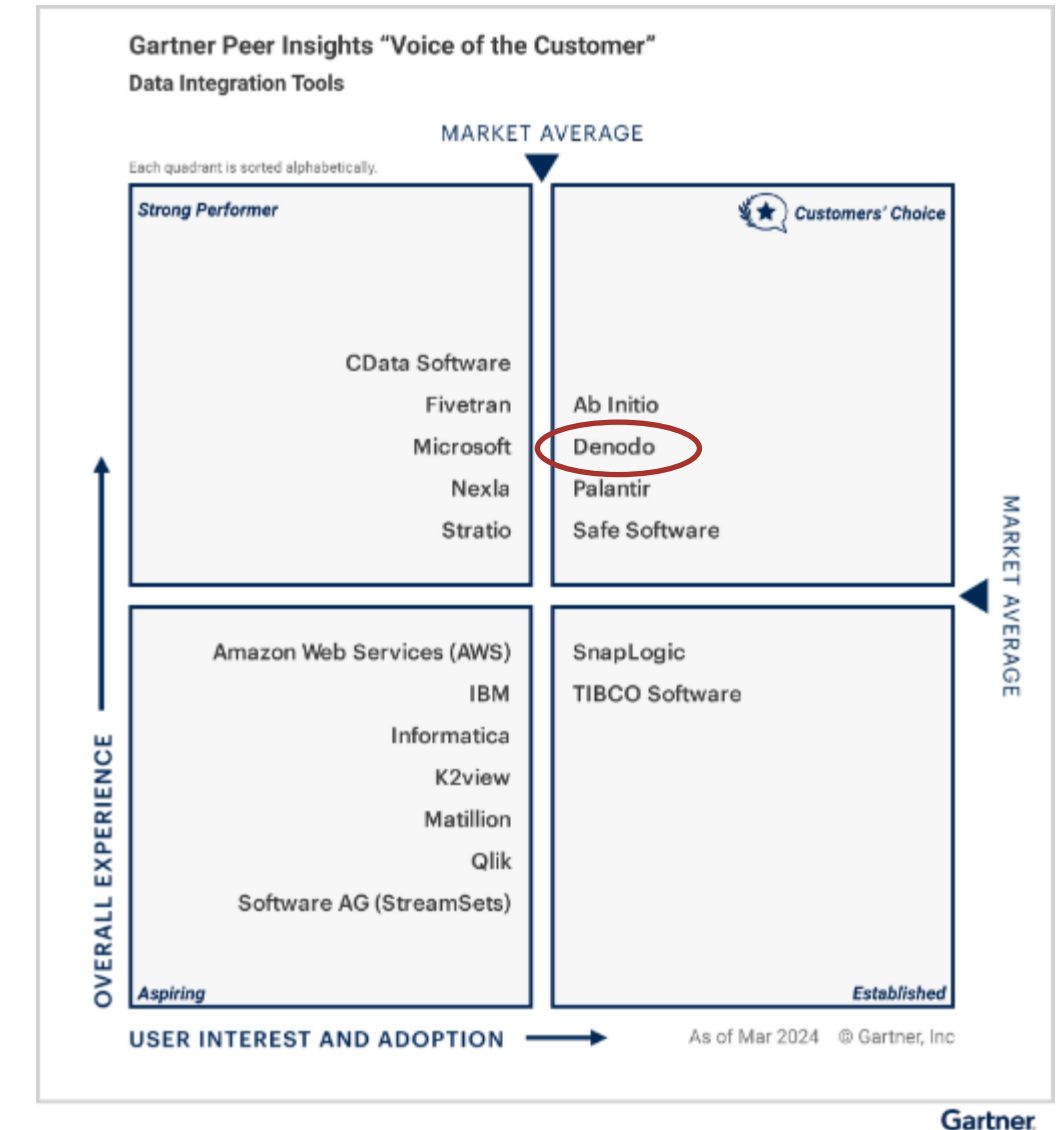 Gartner Peer Insights “Voice of the Customer”
Data Integration Tools
MARKET AVERAGE
Each quadrant is sorted alphabetically.
Strong Performer
CData Software
Fivetran
Microsoft
Nexla
Stratio
Customers’ Choice
Ab Initio
Denodo
Palantir
Safe Software
MARKET AVERAGE
OVERALL EXPERIENCE
Amazon Web Services (AWS)
IBM
Informatica
K2view
Matillion
Qlik
Software AG (StreamSets)
Aspiring
SnapLogic
TIBCO Software
Established
USER INTEREST AND ADOPTION
As of Mar 2024 © Gartner, Inc
Gartner